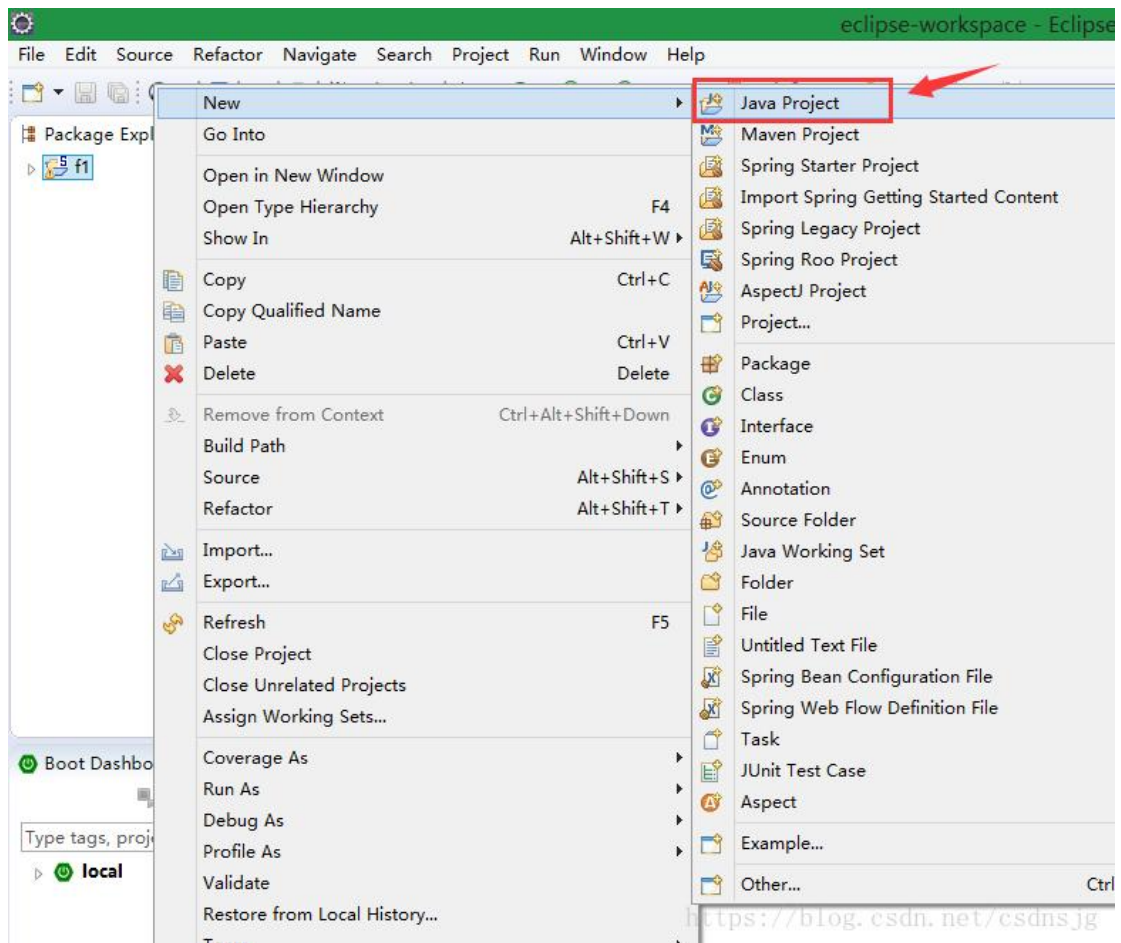 eclipse-workspace - Eclipse
File Edit Source Refactor Navigate Search Project Run Window Help
Package Expl
f1
New
Go Into
Open in New Window
Open Type Hierarchy F4
Show In Alt+Shift+W
Copy Ctrl+C
Copy Qualified Name
Paste Ctrl+V
Delete Delete
Remove from Context Ctrl+Alt+Shift+Down
Build Path
Source Alt+Shift+S
Refactor Alt+Shift+T
Import...
Export...
Refresh F5
Close Project
Close Unrelated Projects
Assign Working Sets...
Coverage As
Run As
Debug As
Profile As
Validate
Restore from Local History...
Java Project
Maven Project
Spring Starter Project
Import Spring Getting Started Content
Spring Legacy Project
Spring Roo Project
AspectJ Project
Project...
Package
Class
Interface
Enum
Annotation
Source Folder
Java Working Set
Folder
File
Untitled Text File
Spring Bean Configuration File
Spring Web Flow Definition File
Task
JUnit Test Case
Aspect
Example...
Other... Ctrl
Boot Dashbo
Type tags, proj
local
https://blog.csdn.net/csdnsjg